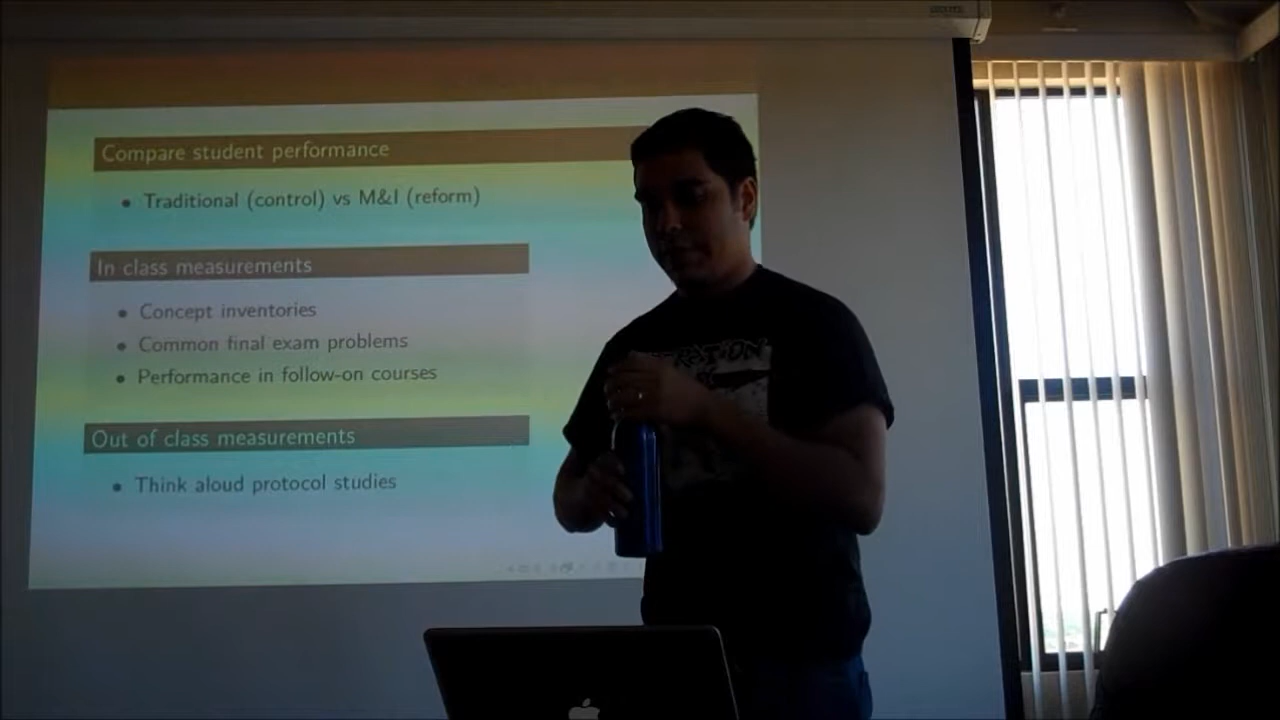 Compare student performance
Traditional (control) vs M&I (reform)
In class measurements
Concept inventories
Common final exam problems
Performance in follow-on courses
Out of class measurements
Think aloud protocol studies